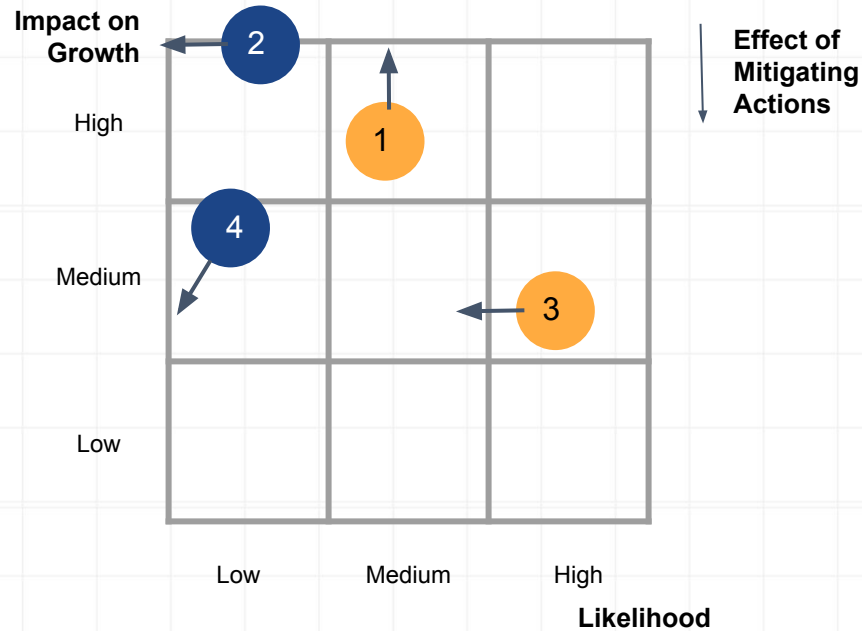 Impact on
Growth
2
Effect of
Mitigating
Actions
High
1
4
Medium
3
Low
Low
Medium
High
Likelihood